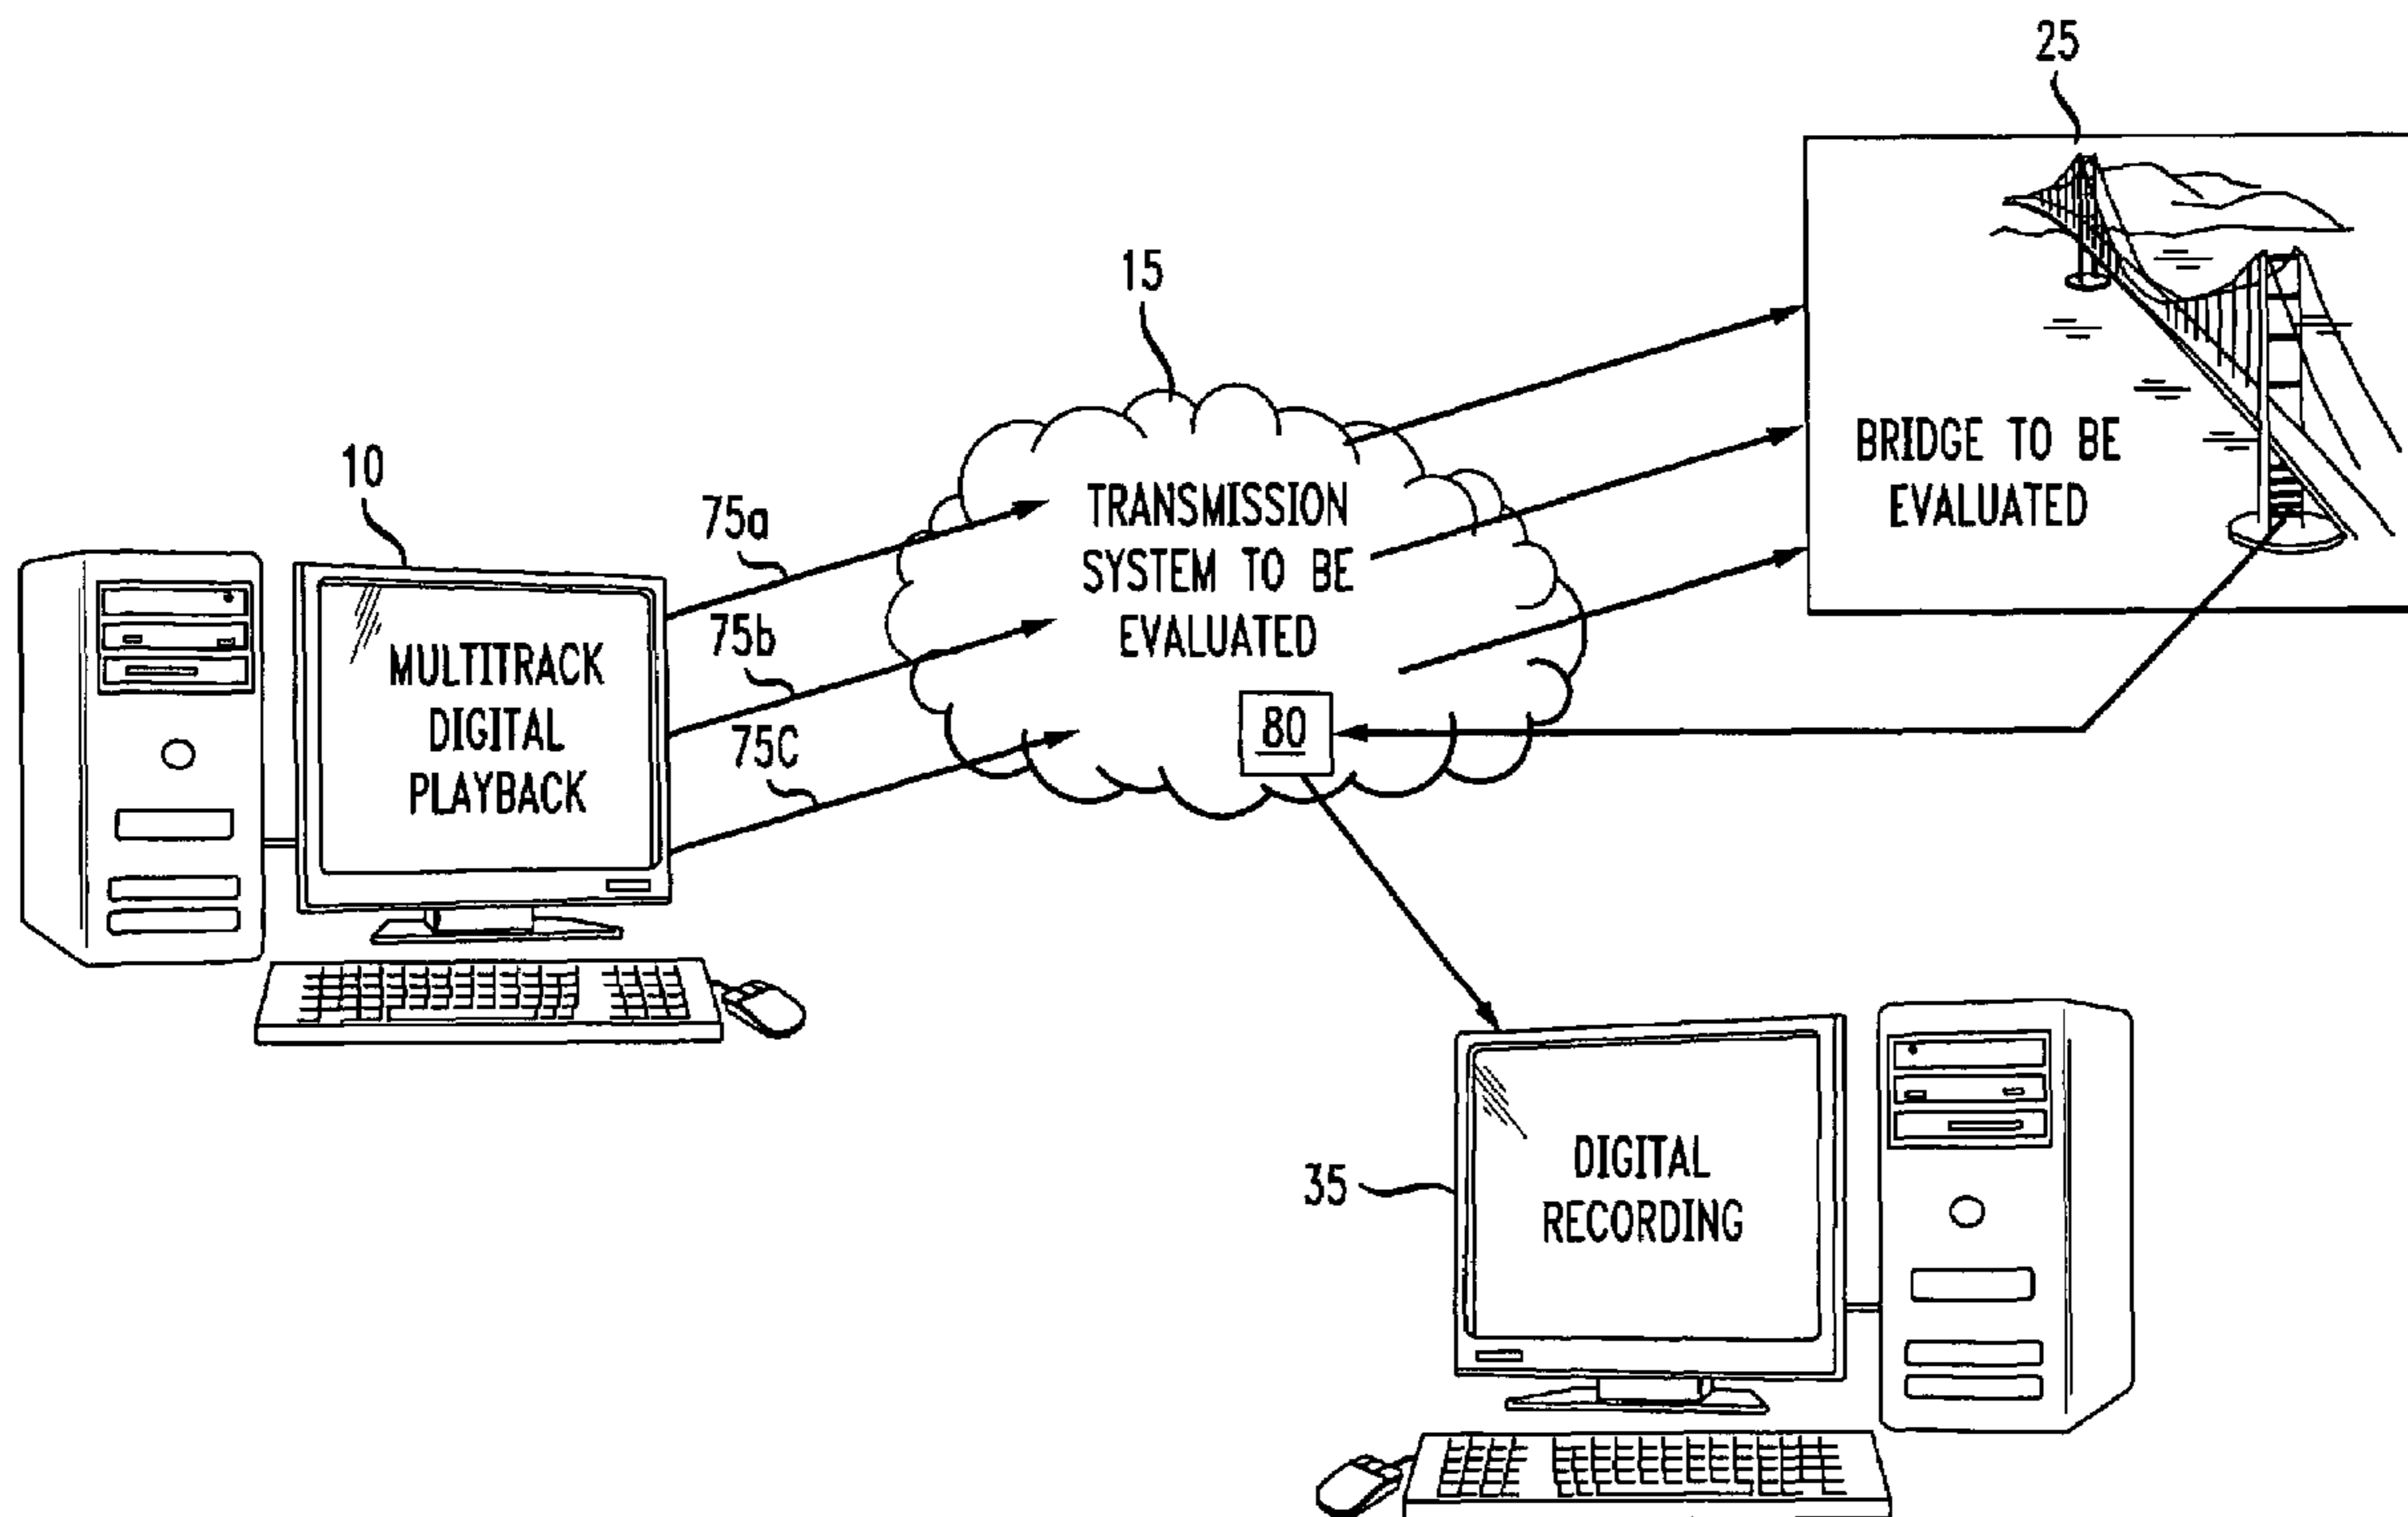 25
15
10
75a
75b
75C
MULTITRACK
DIGITAL
PLAYBACK
TRANSMISSION
SYSTEM TO BE
EVALUATED
80
BRIDGE TO BE
EVALUATED
35
DIGITAL
RECORDING